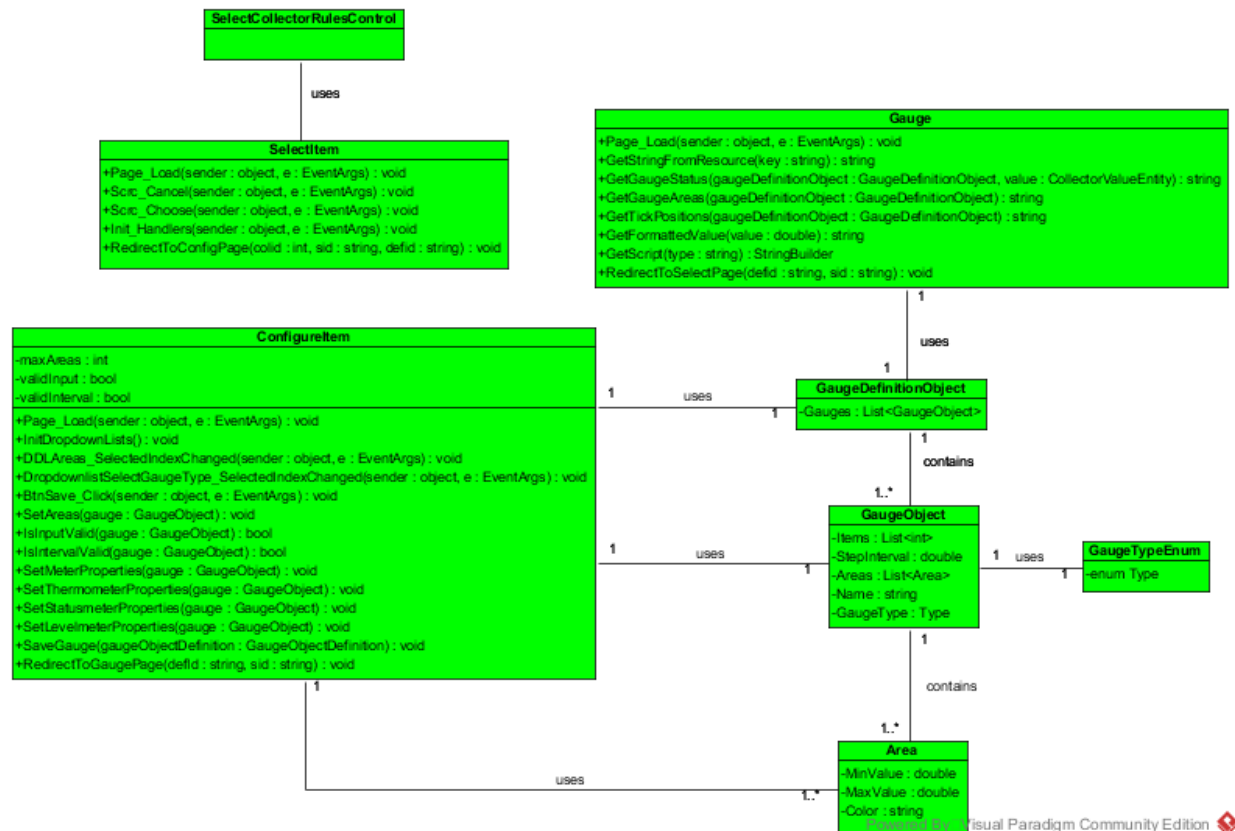 SelectCollectorRulesControl
uses
SelectItem
+Page_Load(sender : object, e : EventArgs) : void
+Scrc_Cancel(sender : object, e : EventArgs) : void
+Scrc_Choose(sender : object, e : EventArgs) : void
+Init_Handlers(sender : object, e : EventArgs) : void
+RedirectToConfigPage(colid : int, sid : string, defid : string) : void
Gauge
+Page_Load(sender : object, e : EventArgs) : void
+GetStringFromResource(key : string) : string
+GetGaugeStatus(gaugeDefinitionObject : GaugeDefinitionObject, value : CollectorValueEntity) : string
+GetGaugeAreas(gaugeDefinitionObject : GaugeDefinitionObject) : string
+GetTickPositions(gaugeDefinitionObject : GaugeDefinitionObject) : string
+GetFormattedValue(value : double) : string
+GetScript(type : string) : StringBuilder
+RedirectToSelectPage(defId : string, sid : string) : void
1
uses
1
ConfigureItem
-maxAreas : int
-validInput : bool
-validInterval : bool
+Page_Load(sender : object, e : EventArgs) : void
+InitDropdownLists() : void
+DDLAreas_SelectedIndexChanged(sender : object, e : EventArgs) : void
+DropdownlistSelectGaugeType_SelectedIndexChanged(sender : object, e : EventArgs) : void
+BtnSave_Click(sender : object, e : EventArgs) : void
+SetAreas(gauge : GaugeObject) : void
+IsInputValid(gauge : GaugeObject) : bool
+IsIntervalValid(gauge : GaugeObject) : bool
+SetMeterProperties(gauge : GaugeObject) : void
+SetThermometerProperties(gauge : GaugeObject) : void
+SetStatusmeterProperties(gauge : GaugeObject) : void
+SetLevelmeterProperties(gauge : GaugeObject) : void
+SaveGauge(gaugeObjectDefinition : GaugeObjectDefinition) : void
+RedirectToGaugePage(defId : string, sid : string) : void
1
uses
1
GaugeDefinitionObject
-Gauges : List<GaugeObject>
1
contains
1..*
1
uses
1
GaugeObject
-Items : List<int>
-StepInterval : double
-Areas : List<Area>
-Name : string
-GaugeType : Type
1
uses
1
GaugeTypeEnum
-enum Type
1
contains
1..*
1
uses
1..*
Area
-MinValue : double
-MaxValue : double
-Color : string
Powered By Visual Paradigm Community Edition